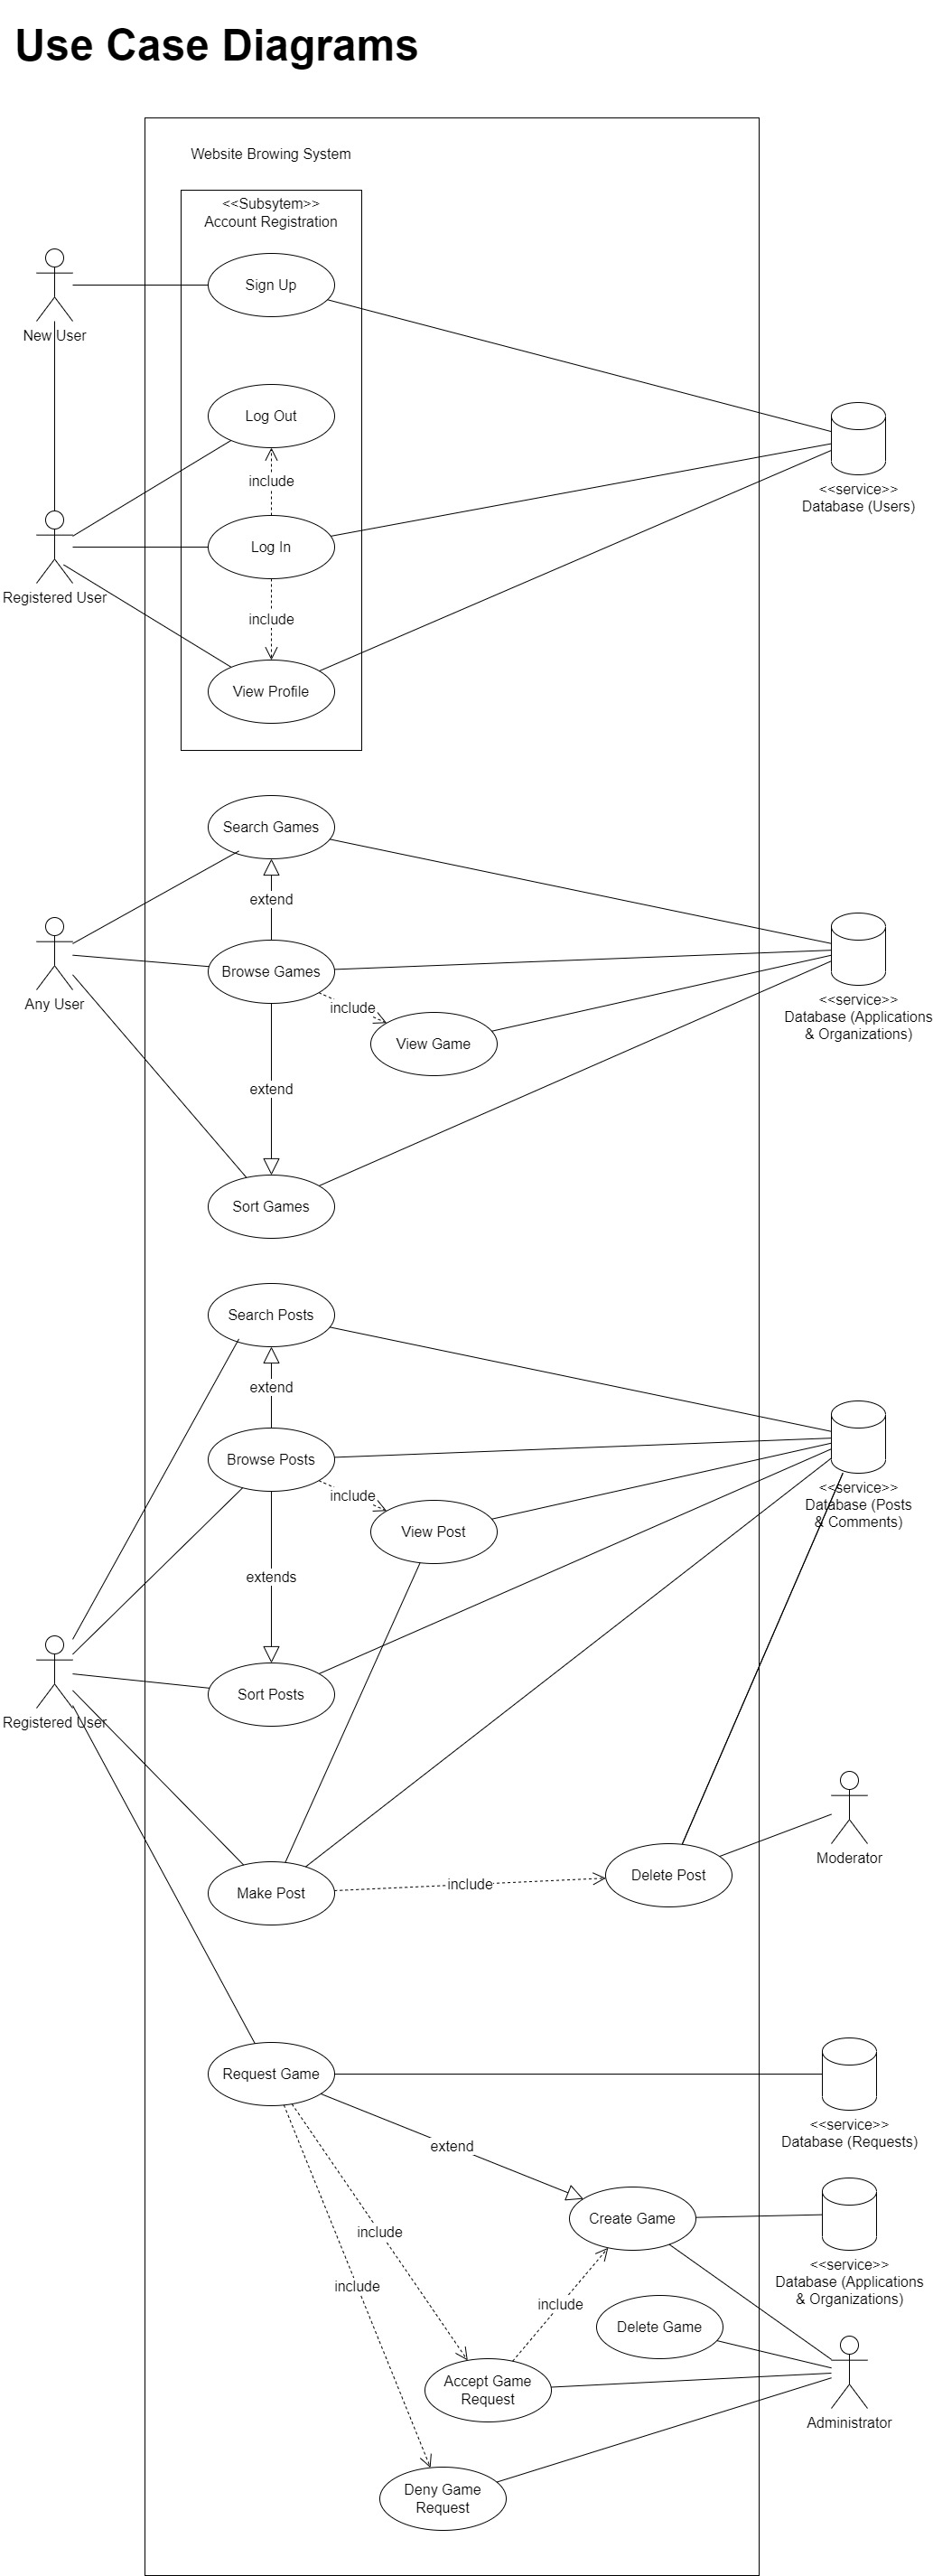 Use Case Diagrams
Website Browing System
<<Subsytem>>
Account Registration
Sign Up
New User
Log Out
include
<<service>>
Database (Users)
Log In
Registered User
include
View Profile
Search Games
extend
Any User
Browse Games
include
<<service>>
Database (Applications
& Organizations)
View Game
extend
Sort Games
Search Posts
extend
Browse Posts
include
<<service>>
Database (Posts
& Comments)
View Post
extends
Sort Posts
Registered User
Moderator
Delete Post
include
Make Post
Request Game
<<service>>
Database (Requests)
extend
Create Game
include
<<service>>
Database (Applications
& Organizations)
include
include
Delete Game
Accept Game
Request
Administrator
Deny Game
Request